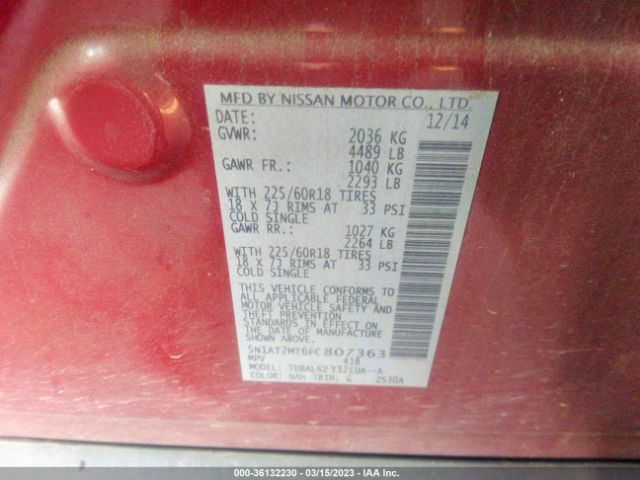 MFD BY NISSAN MOTOR CO., LTD.
DATE: 12/14
GVWR: 2036 KG
4489 LB
GAWR FR.: 1040 KG
2293 LB
WITH 225/60R18 TIRES
18 X 7J RIMS AT 33 PSI
COLD SINGLE
GAWR RR.: 1027 KG
2264 LB
WITH 225/60R18 TIRES
18 X 7J RIMS AT 33 PSI
COLD SINGLE
THIS VEHICLE CONFORMS TO
ALL APPLICABLE FEDERAL
MOTOR VEHICLE SAFETY AND
THEFT PREVENTION
STANDARDS IN EFFECT ON
THE DATE OF MANUFACTURE
SHOWN ABOVE.
5N1AT2MT6FC807363
MPV 418
MODEL:
COLOR: NAH TRIM: G 2S30A
000-36132230 - 03/15/2023 - IAA Inc.